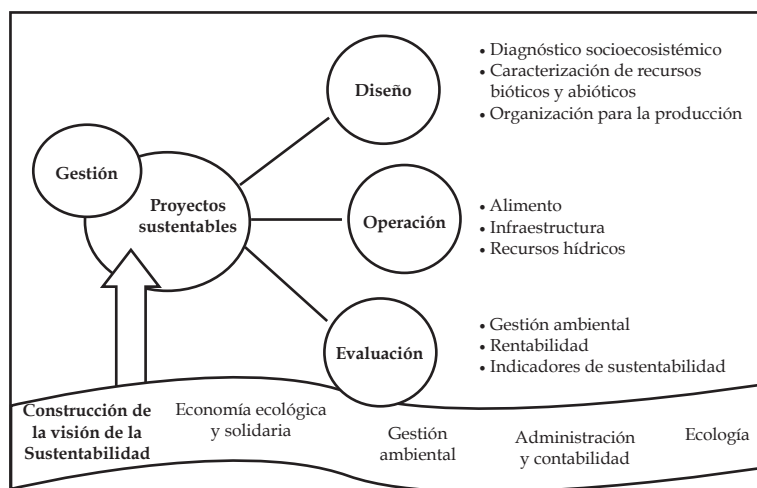 Diseño
• Diagnóstico socioecosistémico
• Caracterización de recursos
bióticos y abióticos
• Organización para la producción
Gestión
Proyectos
sustentables
Operación
• Alimento
• Infraestructura
• Recursos hídricos
Evaluación
• Gestión ambiental
• Rentabilidad
• Indicadores de sustentabilidad
Construcción de
la visión de la
Sustentabilidad
Economía ecológica
y solidaria
Gestión
ambiental
Administración
y contabilidad
Ecología